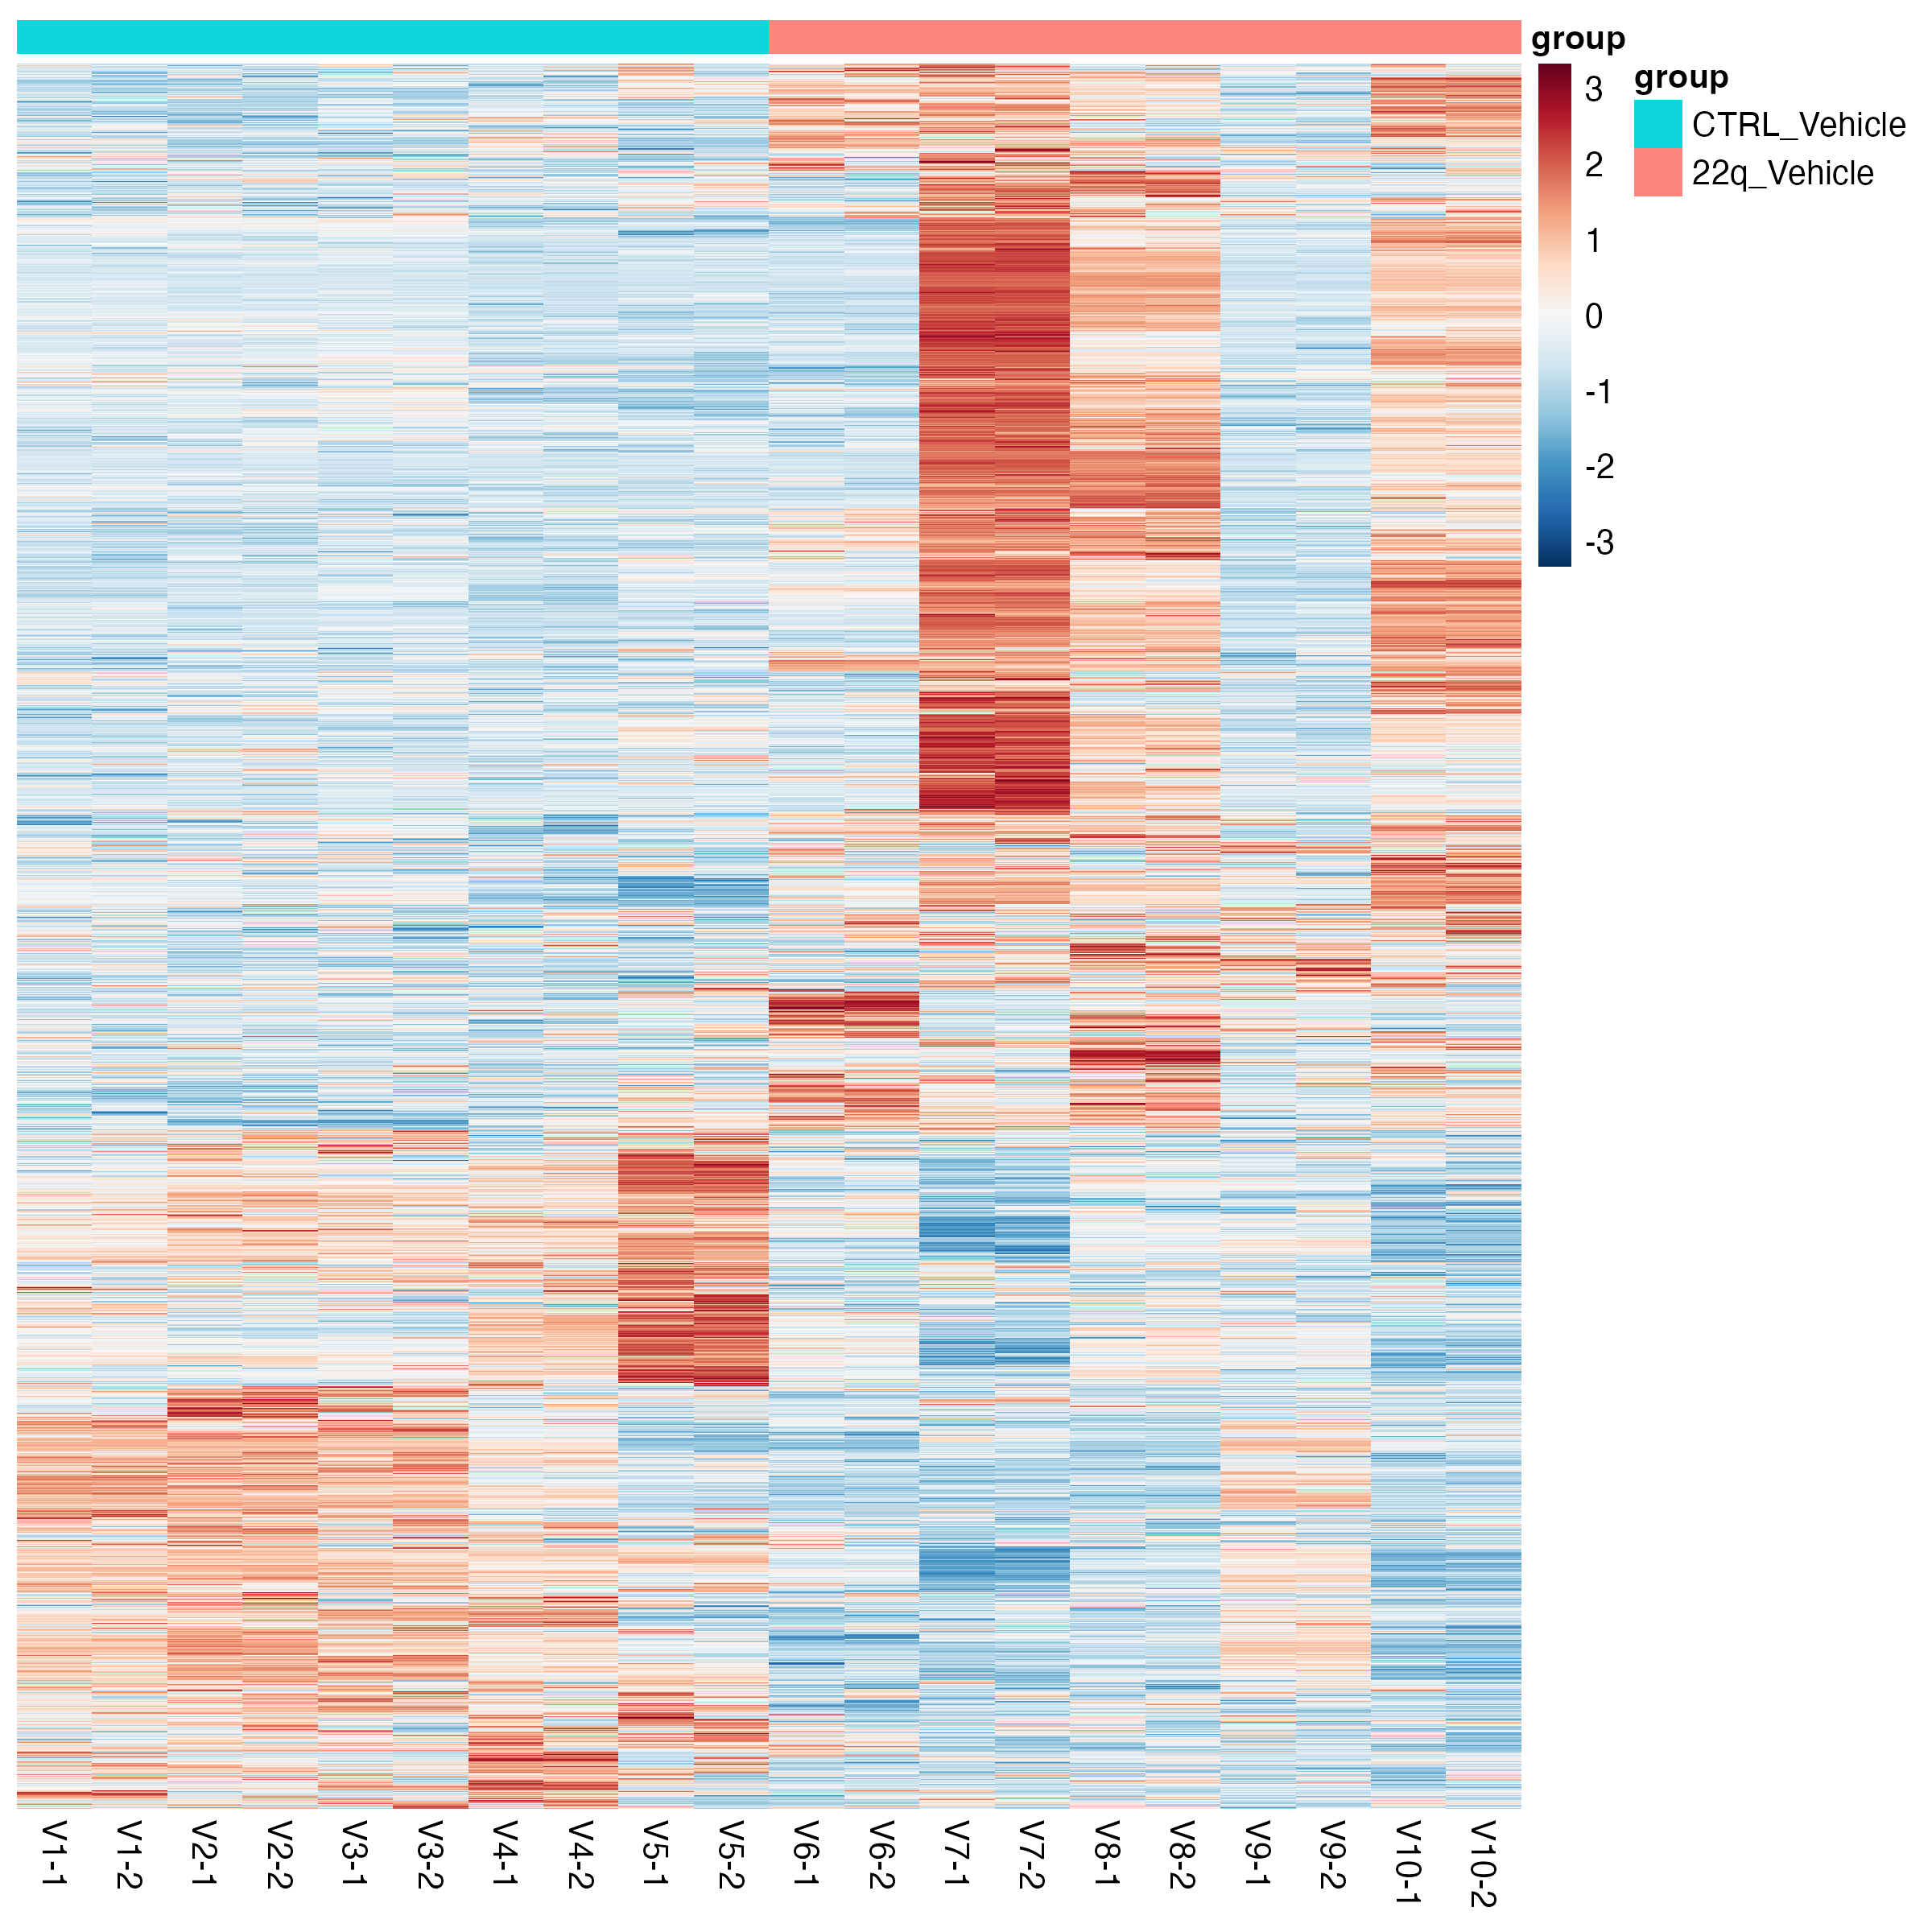 group
3
2
1
0
-1
-2
-3
group
CTRL_Vehicle
22q_Vehicle
V1-1
V1-2
V2-1
V2-2
V3-1
V3-2
V4-1
V4-2
V5-1
V5-2
V6-1
V6-2
V7-1
V7-2
V8-1
V8-2
V9-1
V9-2
V10-1
V10-2